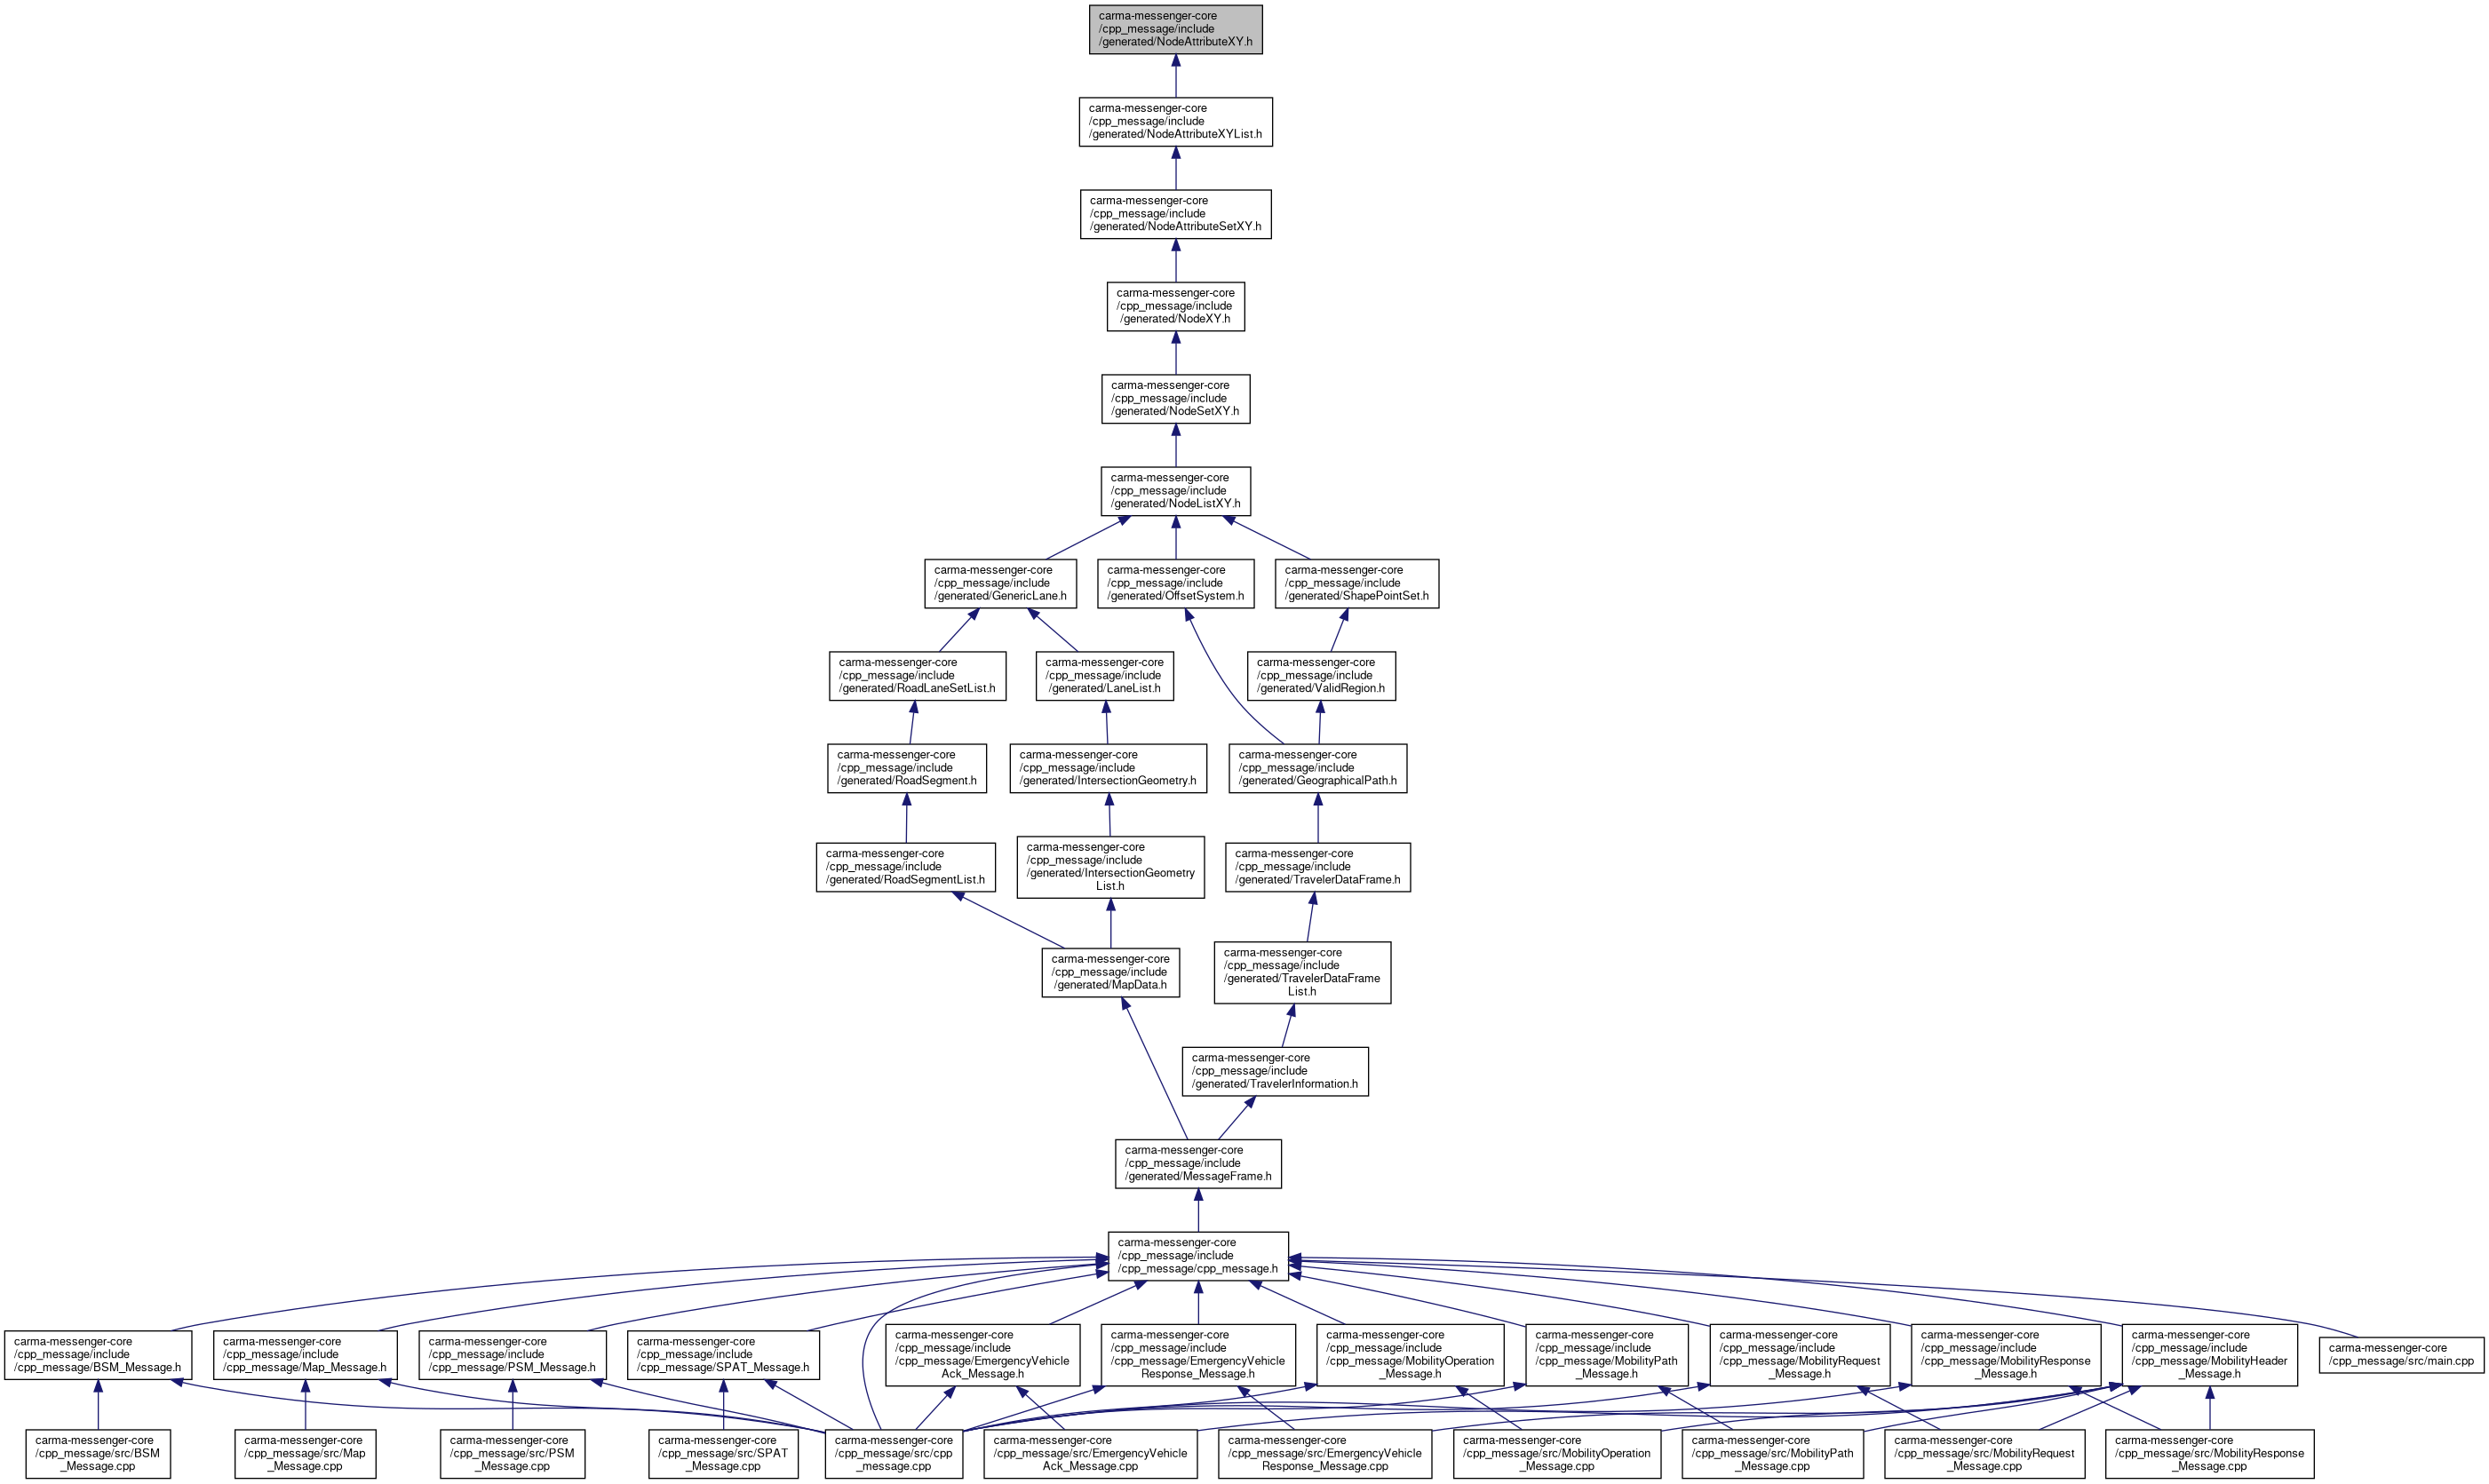 carma-messenger-core
/cpp_message/include
/generated/NodeAttributeXY.h
carma-messenger-core
/cpp_message/include
/generated/NodeAttributeXYList.h
carma-messenger-core
/cpp_message/include
/generated/NodeAttributeSetXY.h
carma-messenger-core
/cpp_message/include
/generated/NodeXY.h
carma-messenger-core
/cpp_message/include
/generated/NodeSetXY.h
carma-messenger-core
/cpp_message/include
/generated/NodeListXY.h
carma-messenger-core
/cpp_message/include
/generated/GenericLane.h
carma-messenger-core
/cpp_message/include
/generated/OffsetSystem.h
carma-messenger-core
/cpp_message/include
/generated/ShapePointSet.h
carma-messenger-core
/cpp_message/include
/generated/RoadLaneSetList.h
carma-messenger-core
/cpp_message/include
/generated/LaneList.h
carma-messenger-core
/cpp_message/include
/generated/ValidRegion.h
carma-messenger-core
/cpp_message/include
/generated/RoadSegment.h
carma-messenger-core
/cpp_message/include
/generated/IntersectionGeometry.h
carma-messenger-core
/cpp_message/include
/generated/GeographicalPath.h
carma-messenger-core
/cpp_message/include
/generated/RoadSegmentList.h
carma-messenger-core
/cpp_message/include
/generated/IntersectionGeometry
List.h
carma-messenger-core
/cpp_message/include
/generated/TravelerDataFrame.h
carma-messenger-core
/cpp_message/include
/generated/MapData.h
carma-messenger-core
/cpp_message/include
/generated/TravelerDataFrame
List.h
carma-messenger-core
/cpp_message/include
/generated/TravelerInformation.h
carma-messenger-core
/cpp_message/include
/generated/MessageFrame.h
carma-messenger-core
/cpp_message/include
/cpp_message/cpp_message.h
carma-messenger-core
/cpp_message/include
/cpp_message/BSM_Message.h
carma-messenger-core
/cpp_message/include
/cpp_message/Map_Message.h
carma-messenger-core
/cpp_message/include
/cpp_message/PSM_Message.h
carma-messenger-core
/cpp_message/include
/cpp_message/SPAT_Message.h
carma-messenger-core
/cpp_message/include
/cpp_message/EmergencyVehicle
Ack_Message.h
carma-messenger-core
/cpp_message/include
/cpp_message/EmergencyVehicle
Response_Message.h
carma-messenger-core
/cpp_message/include
/cpp_message/MobilityOperation
_Message.h
carma-messenger-core
/cpp_message/include
/cpp_message/MobilityPath
_Message.h
carma-messenger-core
/cpp_message/include
/cpp_message/MobilityRequest
_Message.h
carma-messenger-core
/cpp_message/include
/cpp_message/MobilityResponse
_Message.h
carma-messenger-core
/cpp_message/include
/cpp_message/MobilityHeader
_Message.h
carma-messenger-core
/cpp_message/src/main.cpp
carma-messenger-core
/cpp_message/src/BSM
_Message.cpp
carma-messenger-core
/cpp_message/src/Map
_Message.cpp
carma-messenger-core
/cpp_message/src/PSM
_Message.cpp
carma-messenger-core
/cpp_message/src/SPAT
_Message.cpp
carma-messenger-core
/cpp_message/src/cpp
_message.cpp
carma-messenger-core
/cpp_message/src/EmergencyVehicle
Ack_Message.cpp
carma-messenger-core
/cpp_message/src/EmergencyVehicle
Response_Message.cpp
carma-messenger-core
/cpp_message/src/MobilityOperation
_Message.cpp
carma-messenger-core
/cpp_message/src/MobilityPath
_Message.cpp
carma-messenger-core
/cpp_message/src/MobilityRequest
_Message.cpp
carma-messenger-core
/cpp_message/src/MobilityResponse
_Message.cpp